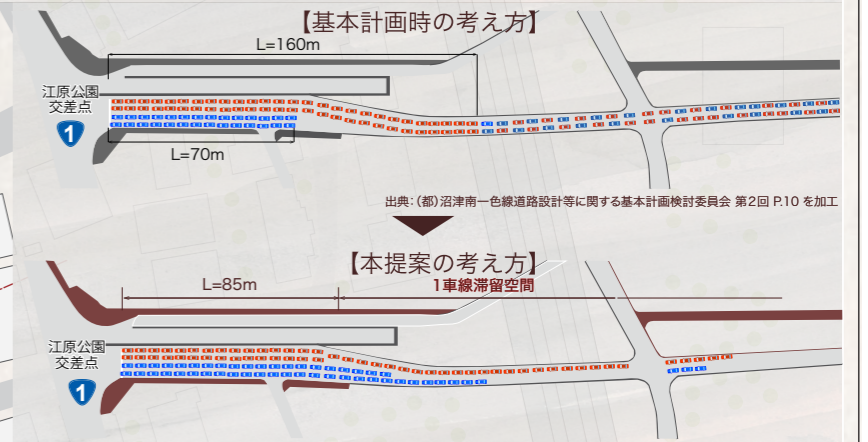 【基本計画時の考え方】
L=160m
江原公園
交差点
1
L=70m
出典：(都)沼津南一色線道路設計等に関する基本計画検討委員会 第2回 P.10 を加工
【本提案の考え方】
L=85m
1車線滞留空間
江原公園
交差点
1